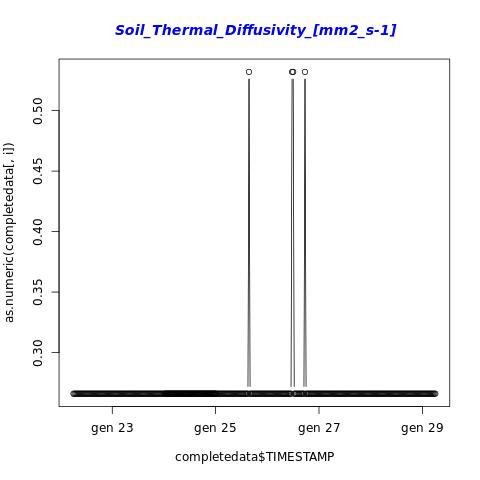 Soil_Thermal_Diffusivity_[mm2_s-1]
as.numeric(completedata[, i])
0.50
0.45
0.40
0.35
0.30
gen 23 gen 25 gen 27 gen 29
completedata$TIMESTAMP